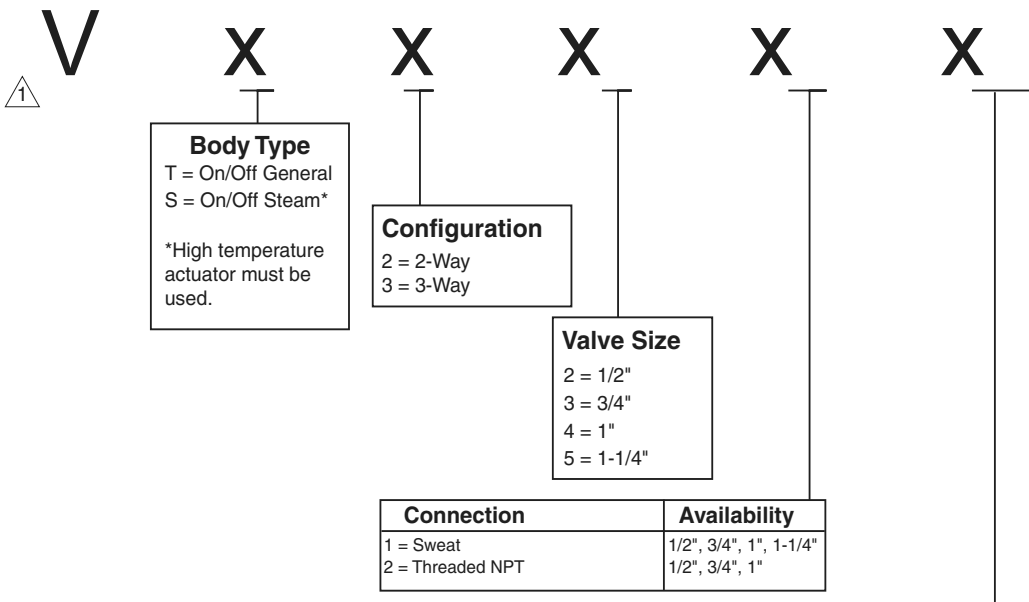 V X X X X X
1
Body Type
T = On/Off General
S = On/Off Steam*
*High temperature
actuator must be
used.
Configuration
2 = 2-Way
3 = 3-Way
Valve Size
2 = 1/2"
3 = 3/4"
4 = 1"
5 = 1-1/4"
Connection Availability
1 = Sweat 1/2", 3/4", 1", 1-1/4"
2 = Threaded NPT 1/2", 3/4", 1"